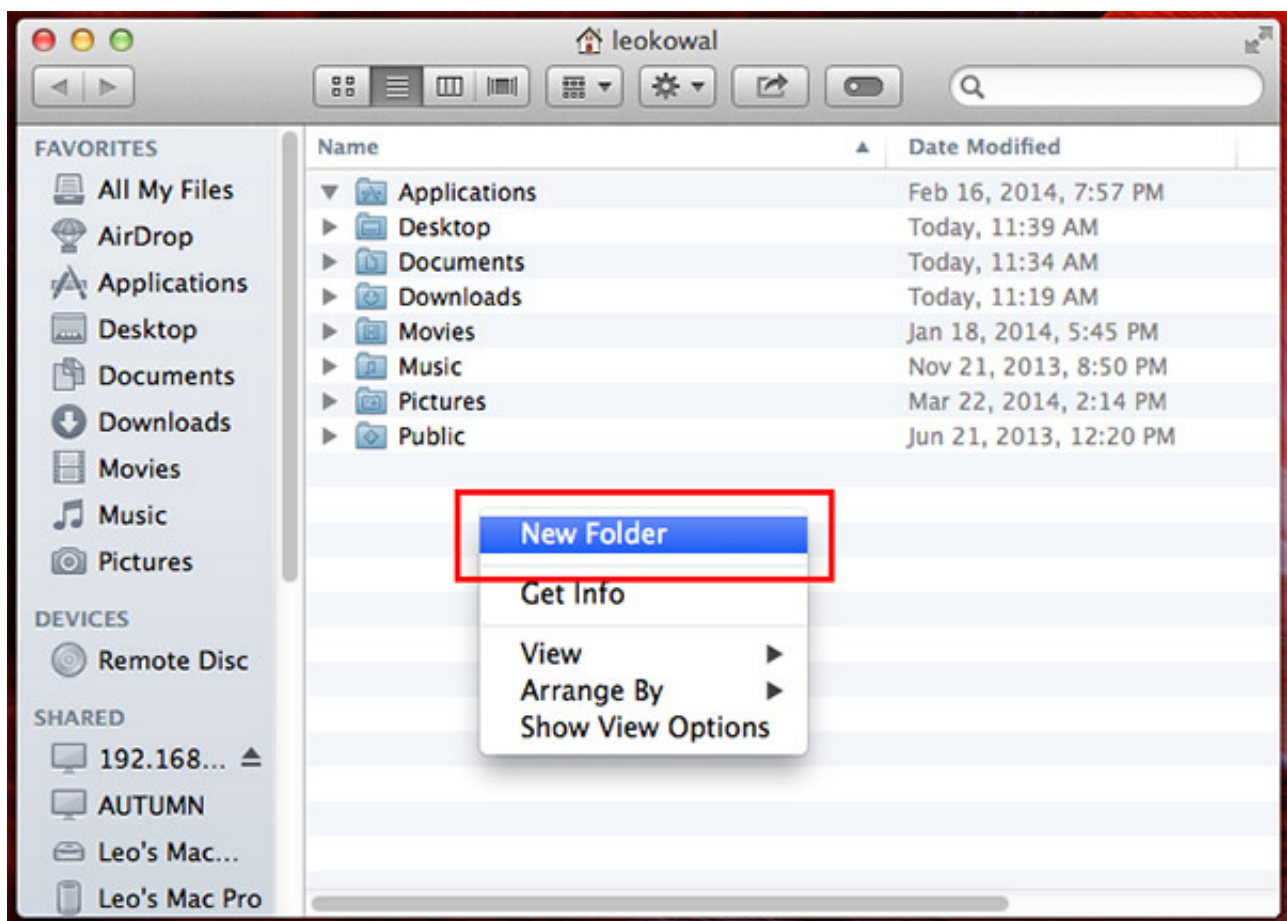 leokowal
FAVORITES
All My Files
AirDrop
Applications
Desktop
Documents
Downloads
Movies
Music
Pictures
DEVICES
Remote Disc
SHARED
192.168...
AUTUMN
Leo's Mac...
Leo's Mac Pro
Name Date Modified
Applications Feb 16, 2014, 7:57 PM
Desktop Today, 11:39 AM
Documents Today, 11:34 AM
Downloads Today, 11:19 AM
Movies Jan 18, 2014, 5:45 PM
Music Nov 21, 2013, 8:50 PM
Pictures Mar 22, 2014, 2:14 PM
Public Jun 21, 2013, 12:20 PM
New Folder
Get Info
View
Arrange By
Show View Options